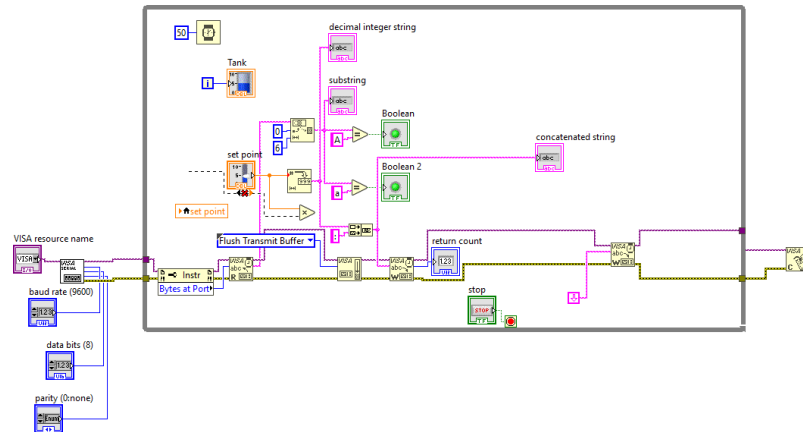 decimal integer string
50
Tank
i
substring
Boolean
0
6
A
concatenated string
set point
Boolean 2
a
set point
VISA resource name
Flush Transmit Buffer
return count
Instr
Bytes at Port
baud rate (9600)
stop
STOP
data bits (8)
parity (0:none)